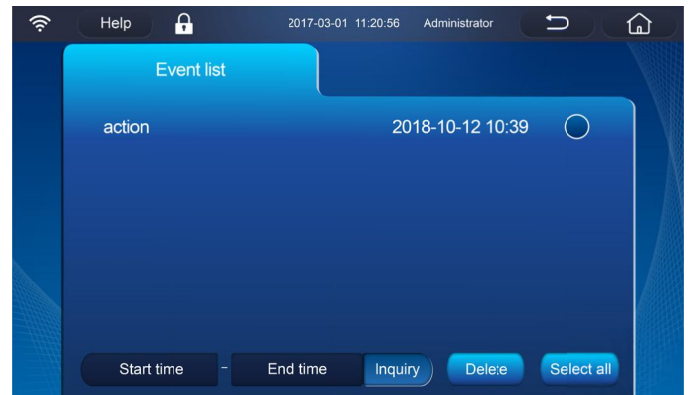 Help 2017-03-01 11:20:56 Administrator
Event list
action 2018-10-12 10:39
Start time - End time Inquiry Dele:e Select all